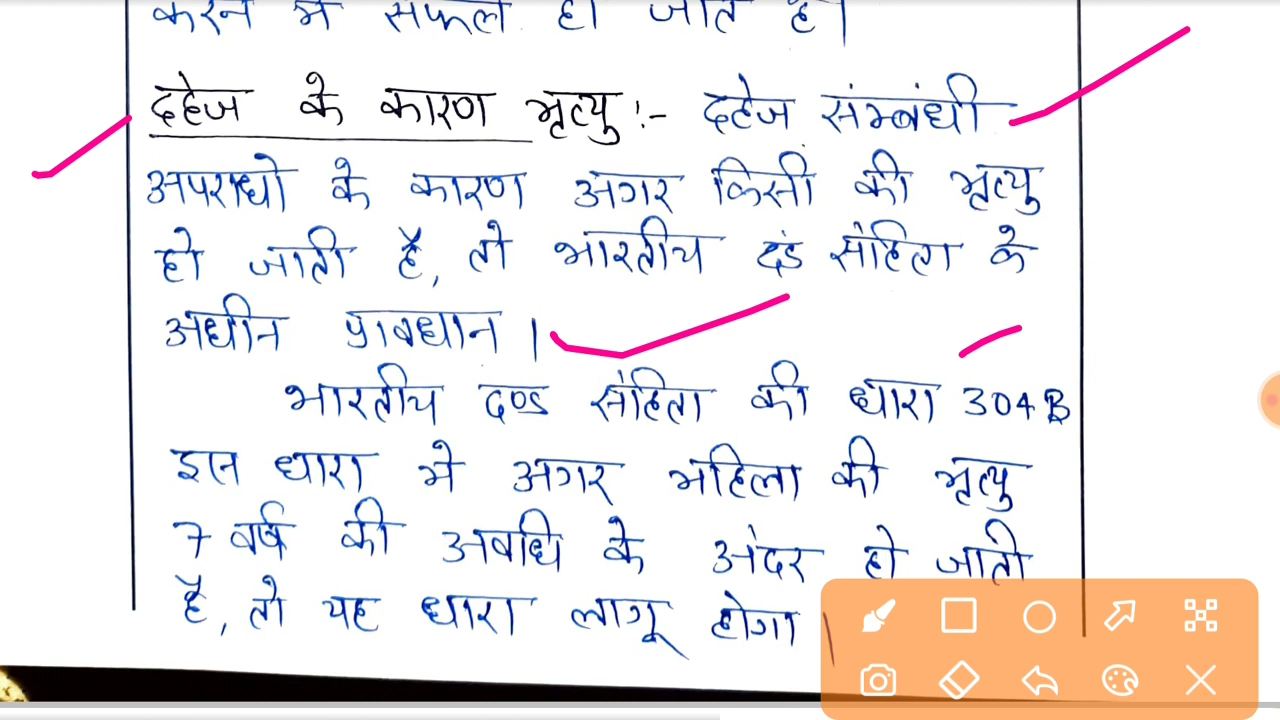 करने में सफल हो जाते है।
दहेज के कारण मृत्यु :- दहेज संम्बंधी
अपराधो के कारण अगर किसी की मृत्यु
हो जाती है, तो भारतीय दंड संहिता के
अधीन प्रावधान ।
भारतीय दण्ड संहिता की धारा 304B
इस धारा मे अगर महिला की मृत्यु
7 वर्ष की अवधि के अंदर हो जाती
है, तो यह धारा लागू होगा ।